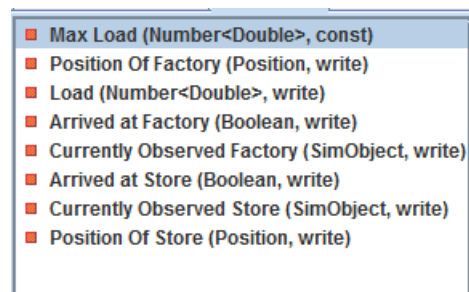 Max Load (Number<Double>, const)
Position Of Factory (Position, write)
Load (Number<Double>, write)
Arrived at Factory (Boolean, write)
Currently Observed Factory (SimObject, write)
Arrived at Store (Boolean, write)
Currently Observed Store (SimObject, write)
Position Of Store (Position, write)